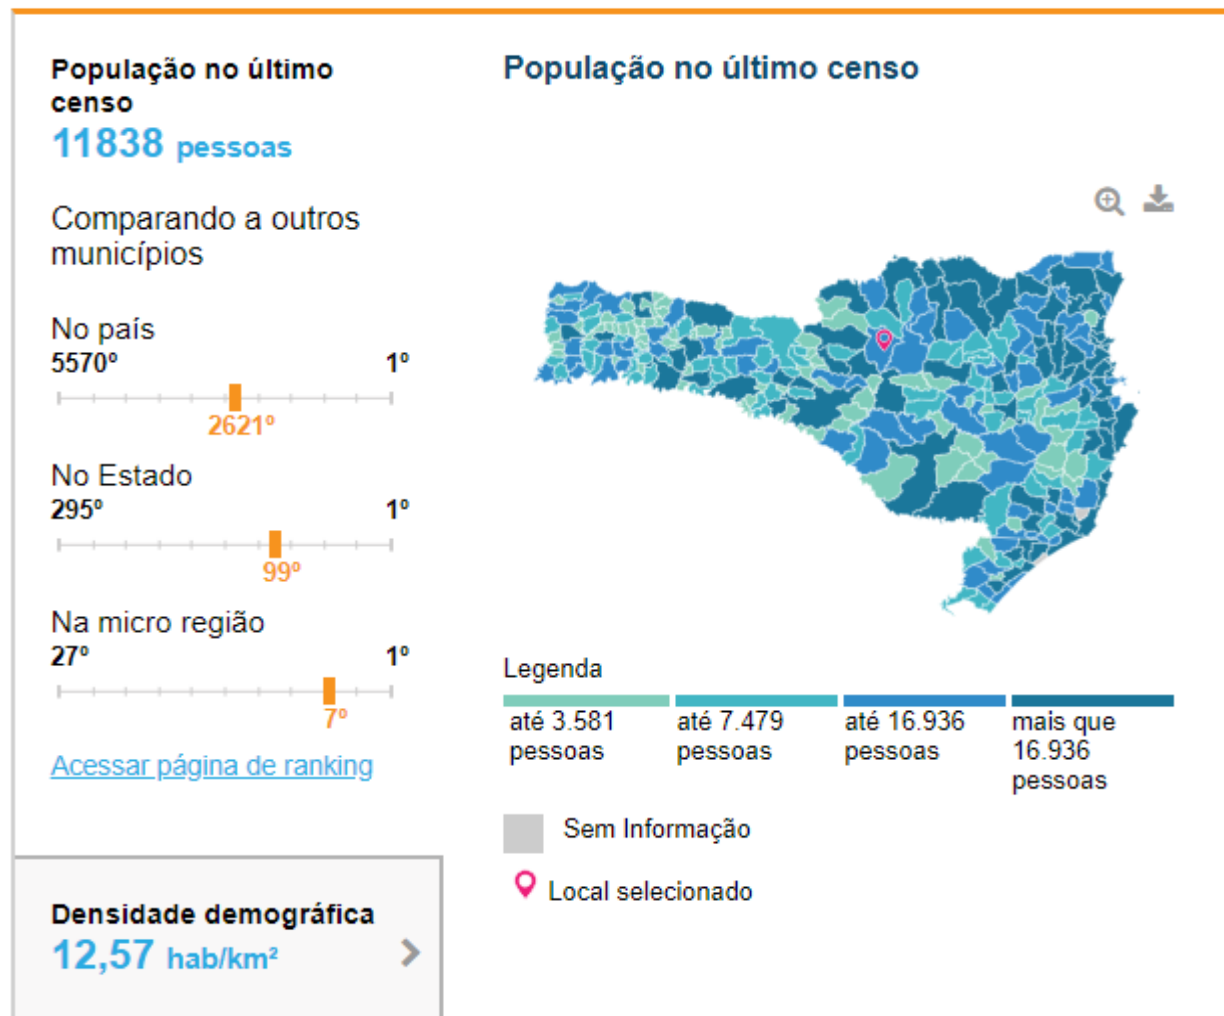 População no último
censo
11838 pessoas
Comparando a outros
municípios
No país
5570º 1º
2621º
No Estado
295º 1º
99º
Na micro região
27º 1º
7º
Acessar página de ranking
Densidade demográfica
12,57 hab/km²
População no último censo
Legenda
até 3.581
pessoas
até 7.479
pessoas
até 16.936
pessoas
mais que
16.936
pessoas
Sem Informação
Local selecionado